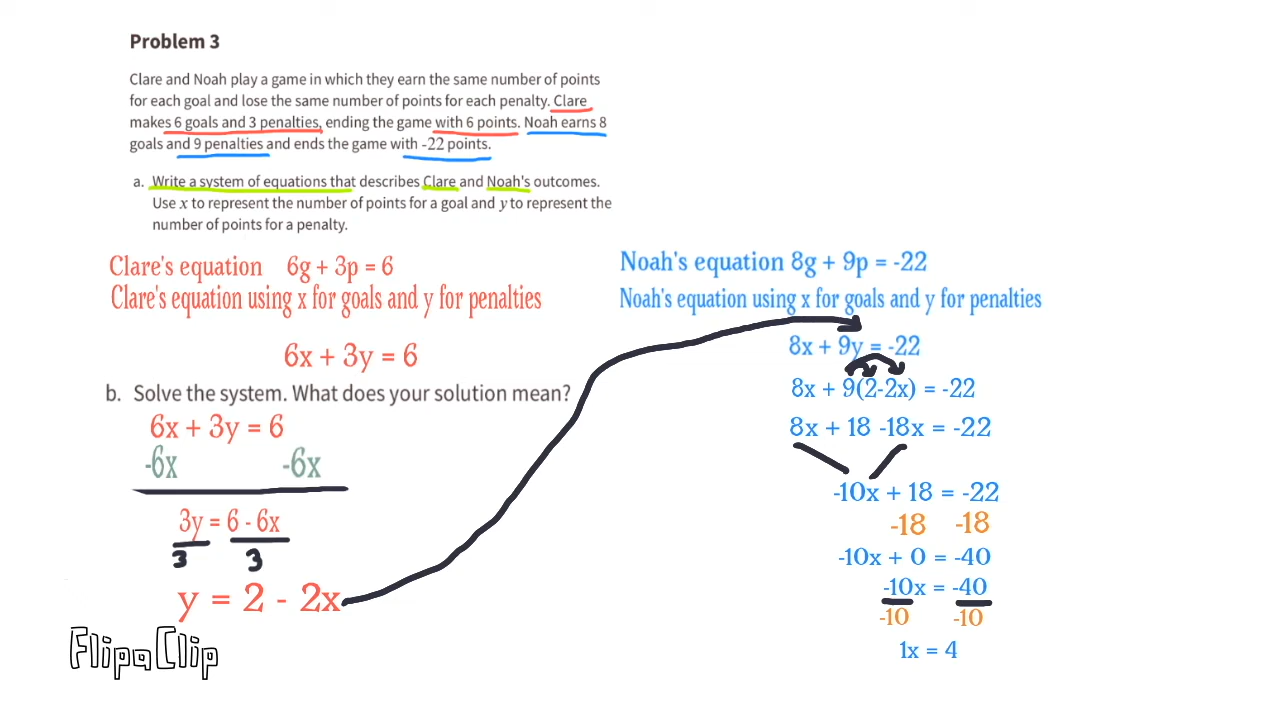 Problem 3
Clare and Noah play a game in which they earn the same number of points
for each goal and lose the same number of points for each penalty. Clare
makes 6 goals and 3 penalties, ending the game with 6 points. Noah earns 8
goals and 9 penalties and ends the game with -22 points.
a. Write a system of equations that describes Clare and Noah's outcomes.
Use x to represent the number of points for a goal and y to represent the
number of points for a penalty.
Clare's equation 6g + 3p = 6
Clare's equation using x for goals and y for penalties
6x + 3y = 6
b. Solve the system. What does your solution mean?
6x + 3y = 6
-6x -6x
3y = 6 - 6x
3 3
y = 2 - 2x
FlipaClip
Noah's equation 8g + 9p = -22
Noah's equation using x for goals and y for penalties
8x + 9y = -22
8x + 9(2-2x) = -22
8x + 18 -18x = -22
-10x + 18 = -22
-18 -18
-10x + 0 = -40
-10x = -40
-10 -10
1x = 4